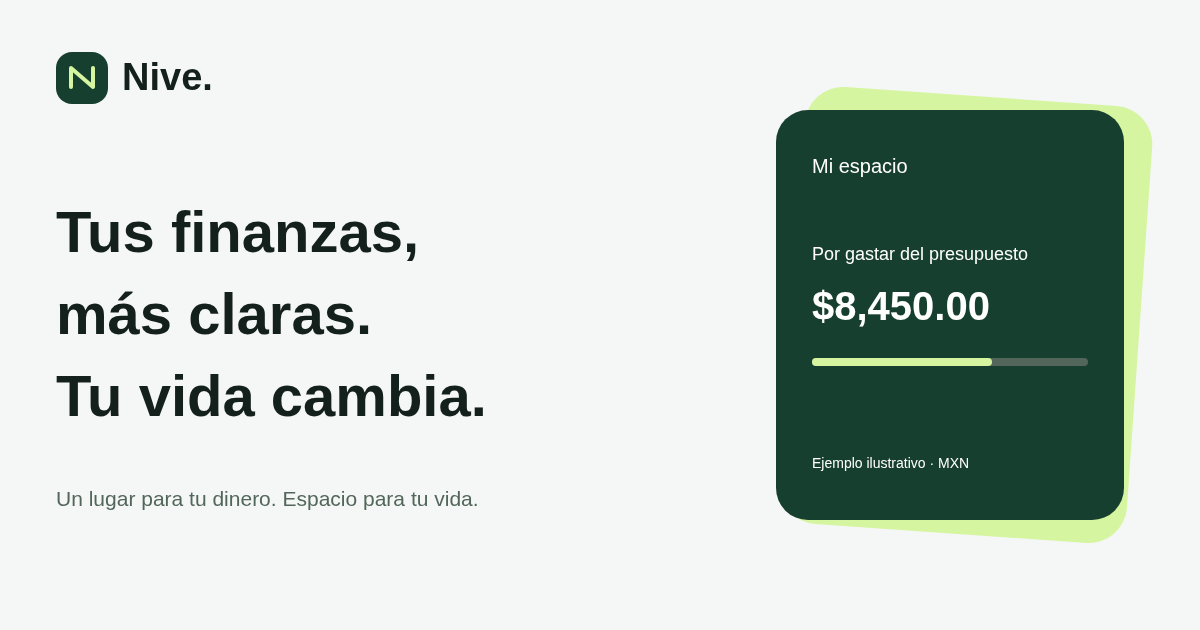 Nive.
Tus finanzas,
más claras.
Tu vida cambia.
Un lugar para tu dinero. Espacio para tu vida.
Mi espacio
Por gastar del presupuesto
$8,450.00
Ejemplo ilustrativo · MXN